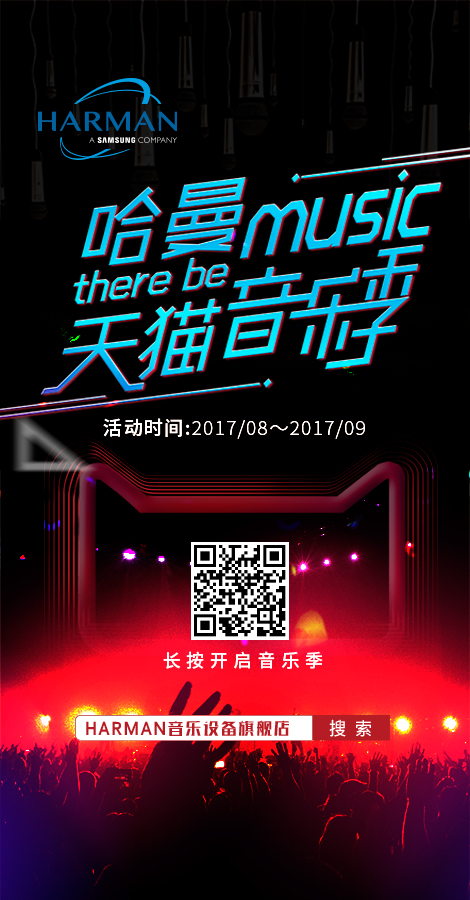 HARMAN
A SAMSUNG COMPANY
哈曼music
there be
天猫音乐季
活动时间:2017/08～2017/09
长按开启音乐季
HARMAN音乐设备旗舰店 搜索